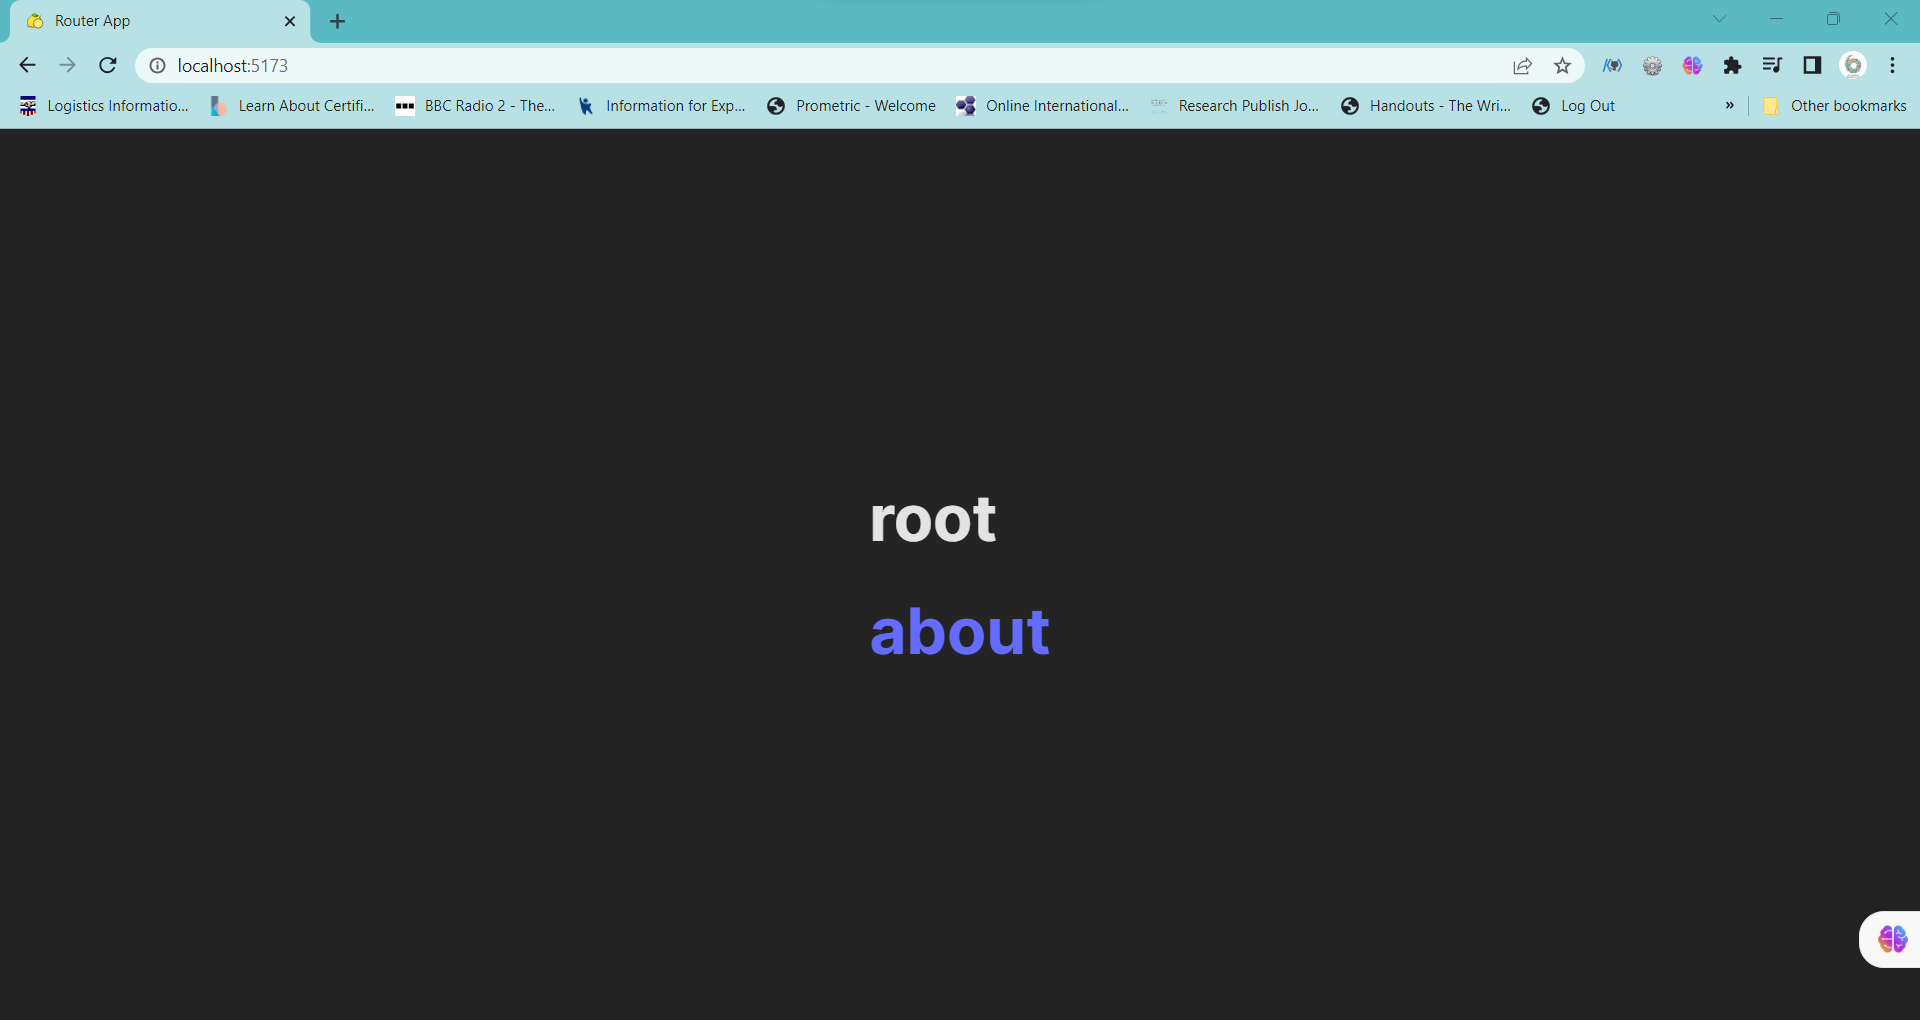 Router App
localhost:5173
Logistics Informatio...
Learn About Certifi...
BBC Radio 2 - The...
Information for Exp...
Prometric - Welcome
Online International...
Research Publish Jo...
Handouts - The Wri...
Log Out
»
Other bookmarks
root
about